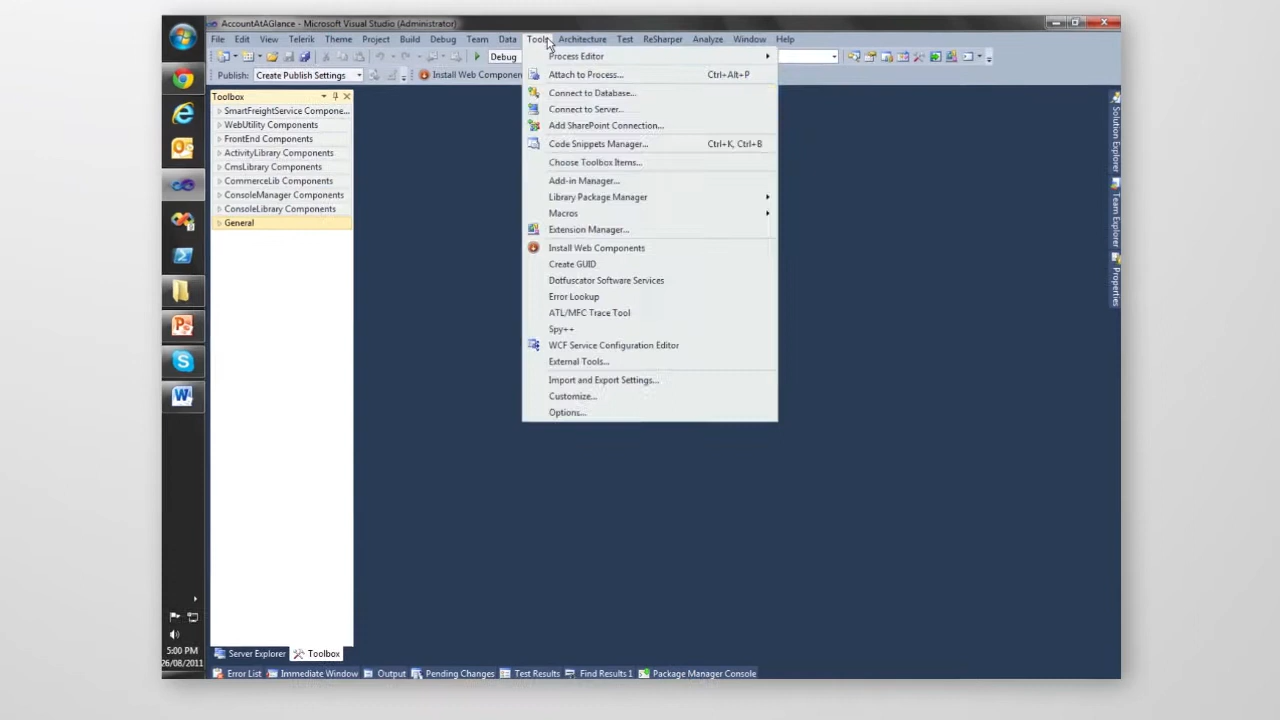 AccountAtAGlance - Microsoft Visual Studio (Administrator)
File Edit View Telerik Theme Project Build Debug Team Data Tools Architecture Test ReSharper Analyze Window Help
Debug
Publish: Create Publish Settings Install Web Componen
Toolbox
SmartFreightService Compone...
WebUtility Components
FrontEnd Components
ActivityLibrary Components
CmsLibrary Components
CommerceLib Components
ConsoleManager Components
ConsoleLibrary Components
General
Process Editor
Attach to Process... Ctrl+Alt+P
Connect to Database...
Connect to Server...
Add SharePoint Connection...
Code Snippets Manager... Ctrl+K, Ctrl+B
Choose Toolbox Items...
Add-in Manager...
Library Package Manager
Macros
Extension Manager...
Install Web Components
Create GUID
Dotfuscator Software Services
Error Lookup
ATL/MFC Trace Tool
Spy++
WCF Service Configuration Editor
External Tools...
Import and Export Settings...
Customize...
Options...
Solution Explorer
Team Explorer
Properties
5:00 PM
26/08/2011
Server Explorer Toolbox
Error List Immediate Window Output Pending Changes Test Results Find Results 1 Package Manager Console